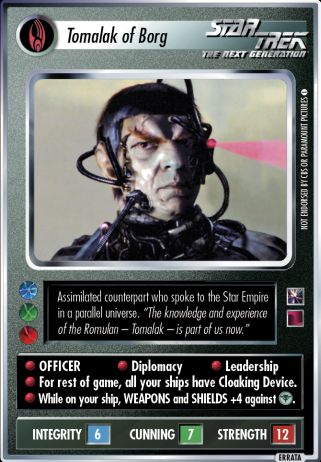 Tomalak of Borg
STAR TREK
THE NEXT GENERATION
NOT ENDORSED BY CBS OR PARAMOUNT PICTURES
Assimilated counterpart who spoke to the Star Empire
in a parallel universe. “The knowledge and experience
of the Romulan – Tomalak – is part of us now.”
OFFICER Diplomacy Leadership
For rest of game, all your ships have Cloaking Device.
While on your ship, WEAPONS and SHIELDS +4 against .
INTEGRITY 6 CUNNING 7 STRENGTH 12
ERRATA